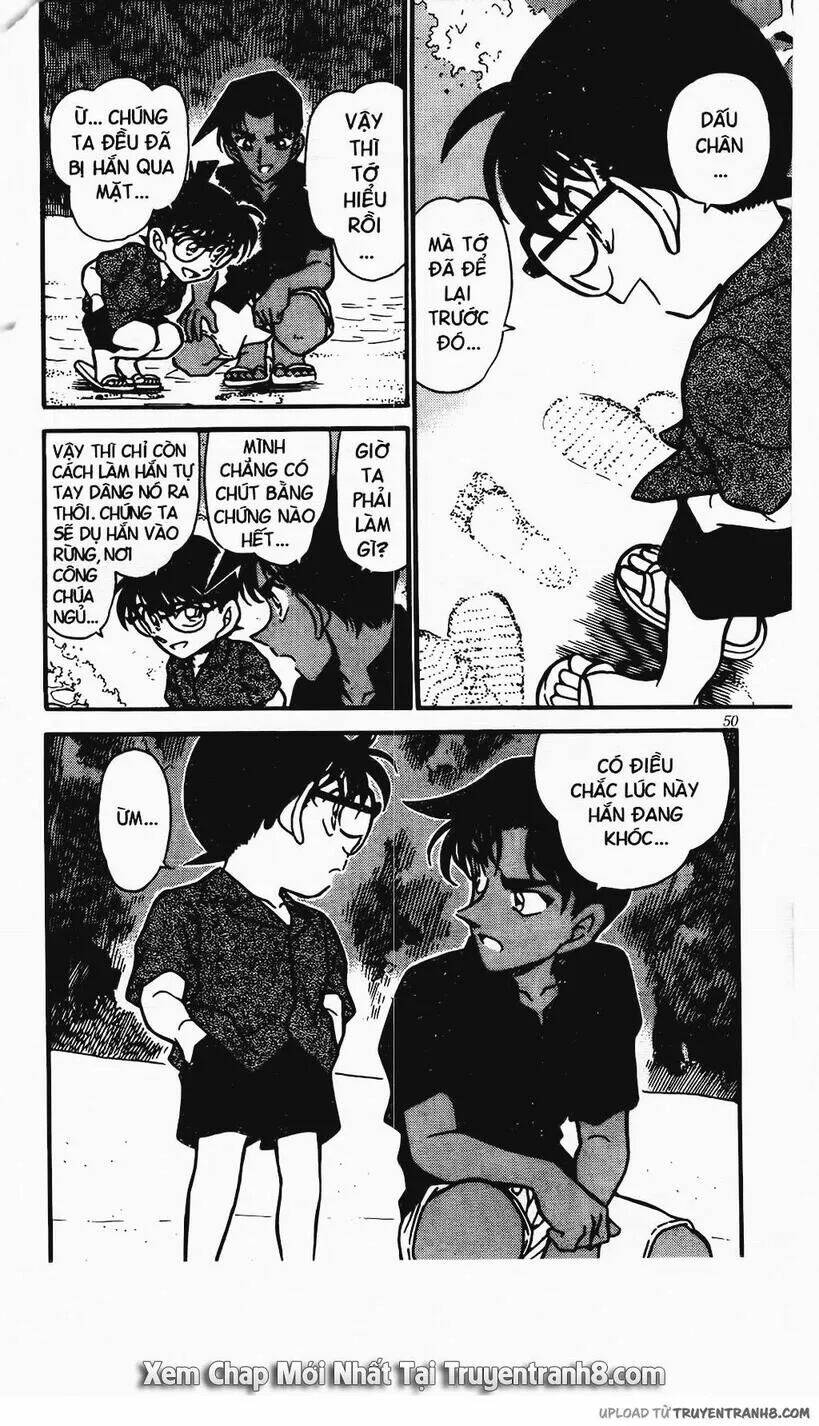 DẤU
CHÂN
...
MÀ TỚ
ĐÃ ĐỂ
LẠI
TRƯỚC
ĐÓ...
VẬY
THÌ
TỚ
HIỂU
RỒI
...
Ừ... CHÚNG
TA ĐỀU ĐÃ
BỊ HẮN QUA
MẶT...
GIỜ
TA
PHẢI
LÀM
GÌ?
MÌNH
CHẲNG CÓ
CHÚT BẰNG
CHỨNG NÀO
HẾT...
VẬY THÌ CHỈ CÒN
CÁCH LÀM HẮN TỰ
TAY DÂNG NÓ RA
THÔI. CHÚNG TA
SẼ DỤ HẮN VÀO
RỪNG, NƠI
CÔNG
CHÚA
NGỦ...
50
CÓ ĐIỀU
CHẮC LÚC NÀY
HẮN ĐANG
KHÓC...
ỪM...
Xem Chap Mới Nhất Tại Truyentranh8.com
UPLOAD TỪ TRUYENTRANH8.COM